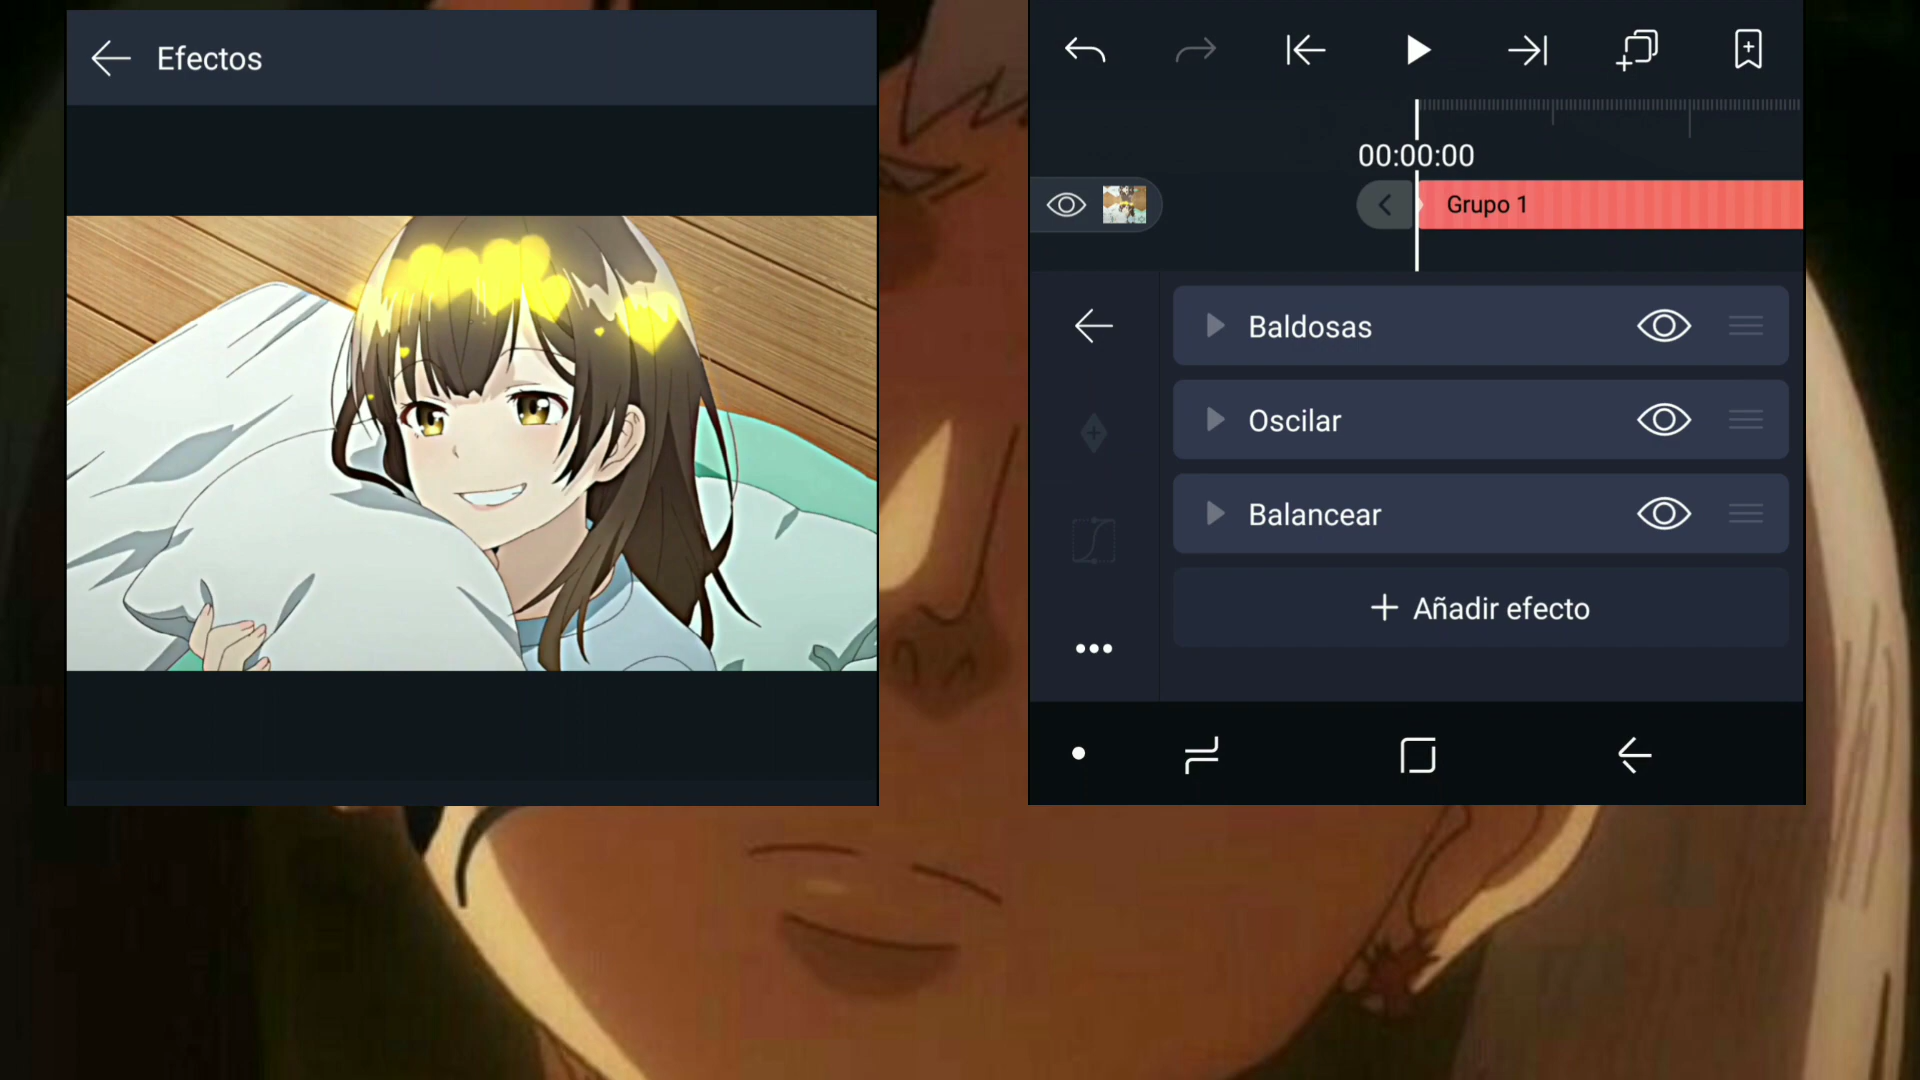 Efectos
00:00:00
Grupo 1
Baldosas
Oscilar
Balancear
Añadir efecto